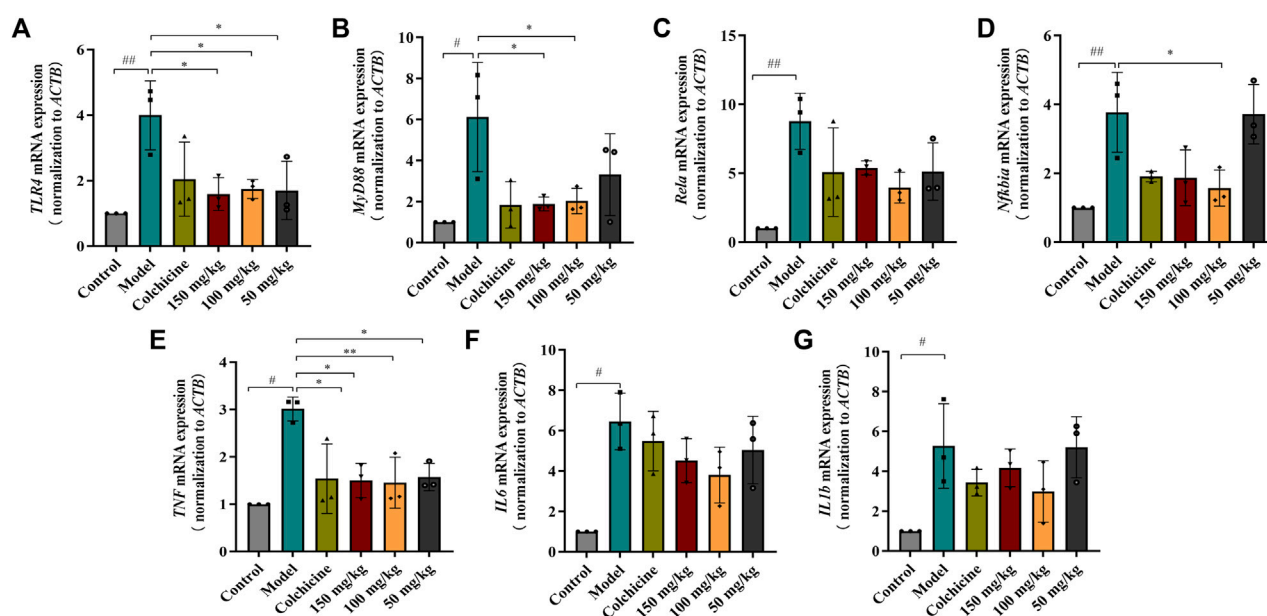 A
TLR4 mRNA expression
( normalization to ACTB)
6
4
2
0
##
*
*
*
Control
Model
Colchicine
150 mg/kg
100 mg/kg
50 mg/kg
B
MyD88 mRNA expression
( normalization to ACTB)
10
8
6
4
2
0
#
*
*
Control
Model
Colchicine
150 mg/kg
100 mg/kg
50 mg/kg
C
Rela mRNA expression
( normalization to ACTB)
15
10
5
0
##
Control
Model
Colchicine
150 mg/kg
100 mg/kg
50 mg/kg
D
Nfkbia mRNA expression
( normalization to ACTB)
6
4
2
0
##
*
Control
Model
Colchicine
150 mg/kg
100 mg/kg
50 mg/kg
E
TNF mRNA expression
( normalization to ACTB)
4
3
2
1
0
#
*
**
*
*
Control
Model
Colchicine
150 mg/kg
100 mg/kg
50 mg/kg
F
IL6 mRNA expression
( normalization to ACTB)
8
6
4
2
0
#
Control
Model
Colchicine
150 mg/kg
100 mg/kg
50 mg/kg
G
IL1b mRNA expression
( normalization to ACTB)
10
8
6
4
2
0
#
Control
Model
Colchicine
150 mg/kg
100 mg/kg
50 mg/kg